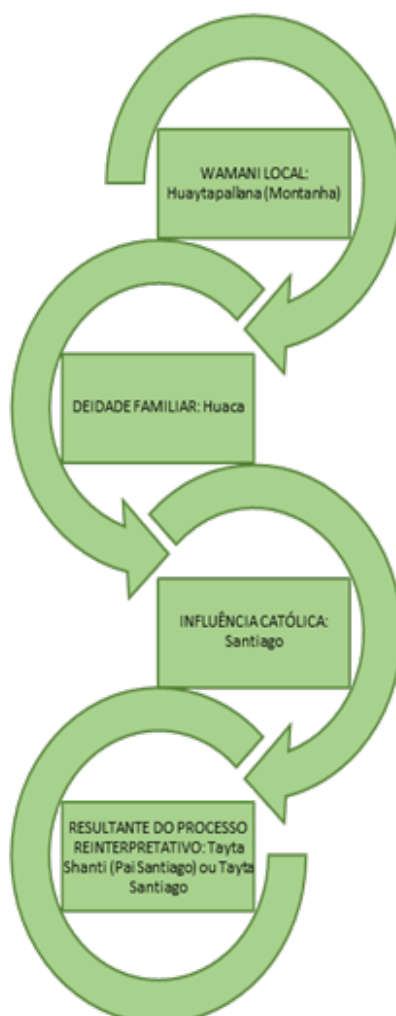 WAMANI LOCAL:
Huaytapallana (Montanha)
DEIDADE FAMILIAR: Huaca
INFLUÊNCIA CATÓLICA:
Santiago
RESULTANTE DO PROCESSO
REINTERPRETATIVO: Tayta
Shanti (Pai Santiago) ou Tayta
Santiago